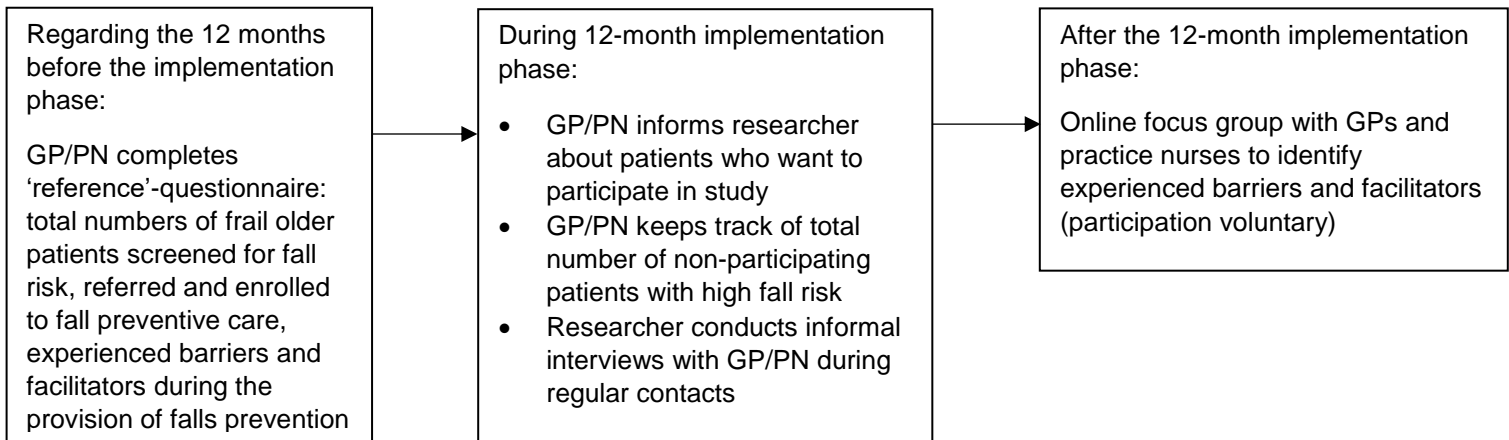 Regarding the 12 months
before the implementation
phase:
GP/PN completes
‘reference’-questionnaire:
total numbers of frail older
patients screened for fall
risk, referred and enrolled
to fall preventive care,
experienced barriers and
facilitators during the
provision of falls prevention
During 12-month implementation
phase:
• GP/PN informs researcher
about patients who want to
participate in study
• GP/PN keeps track of total
number of non-participating
patients with high fall risk
• Researcher conducts informal
interviews with GP/PN during
regular contacts
After the 12-month implementation
phase:
Online focus group with GPs and
practice nurses to identify
experienced barriers and facilitators
(participation voluntary)